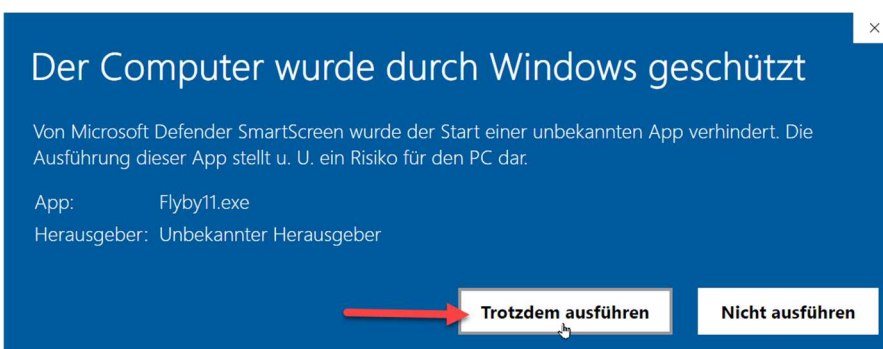 Der Computer wurde durch Windows geschützt
Von Microsoft Defender SmartScreen wurde der Start einer unbekannten App verhindert. Die
Ausführung dieser App stellt u. U. ein Risiko für den PC dar.
App: Flyby11.exe
Herausgeber: Unbekannter Herausgeber
Trotzdem ausführen Nicht ausführen